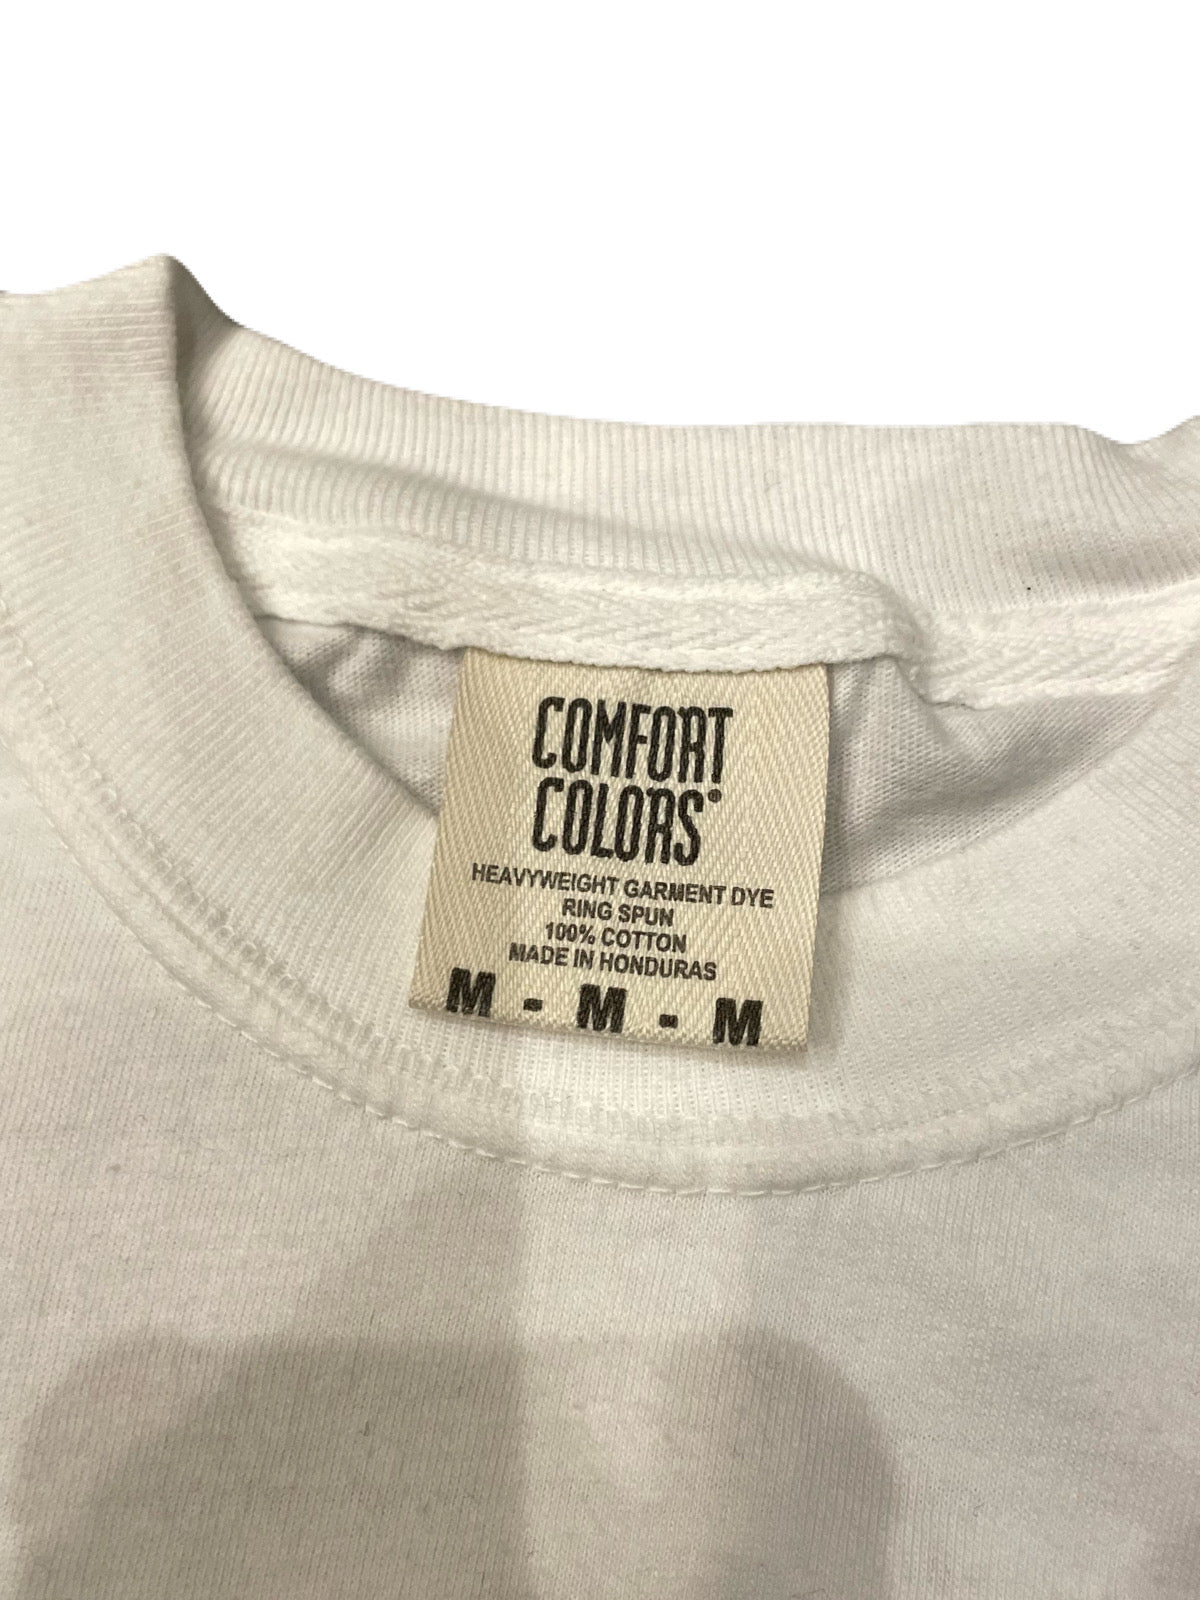 COMFORT
COLORS®
HEAVYWEIGHT GARMENT DYE
RING SPUN
100% COTTON
MADE IN HONDURAS
M - M - M